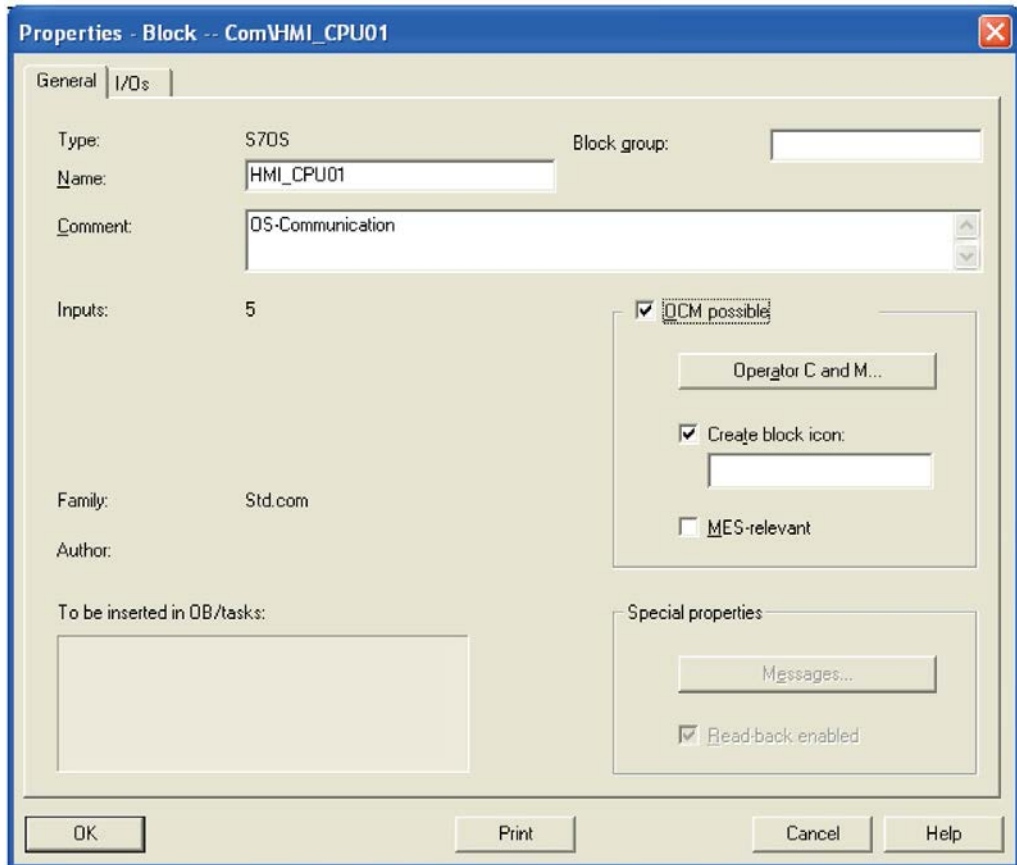 Properties - Block -- Com\HMI_CPU01
General
I/Os
Type:
S7OS
Block group:
Name:
HMI_CPU01
Comment:
OS-Communication
Inputs:
5
OCM possible
Operator C and M...
Create block icon:
Family:
Std.com
MES-relevant
Author:
To be inserted in OB/tasks:
Special properties
Messages...
Read-back enabled
OK
Print
Cancel
Help